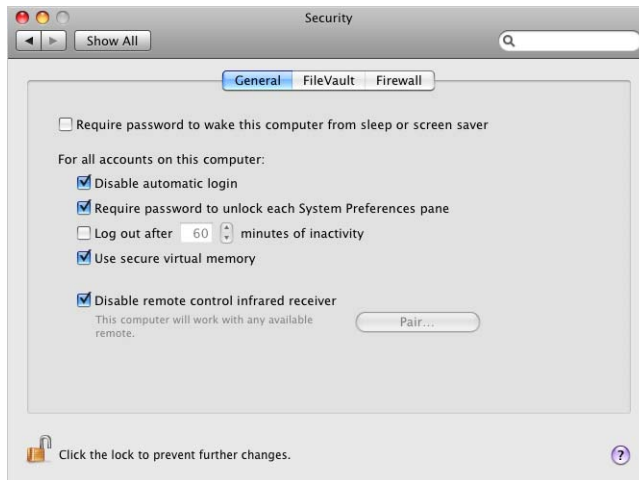 Security
Show All
General FileVault Firewall
Require password to wake this computer from sleep or screen saver
For all accounts on this computer:
Disable automatic login
Require password to unlock each System Preferences pane
Log out after 60 minutes of inactivity
Use secure virtual memory
Disable remote control infrared receiver
This computer will work with any available
remote.
Pair...
Click the lock to prevent further changes.
?